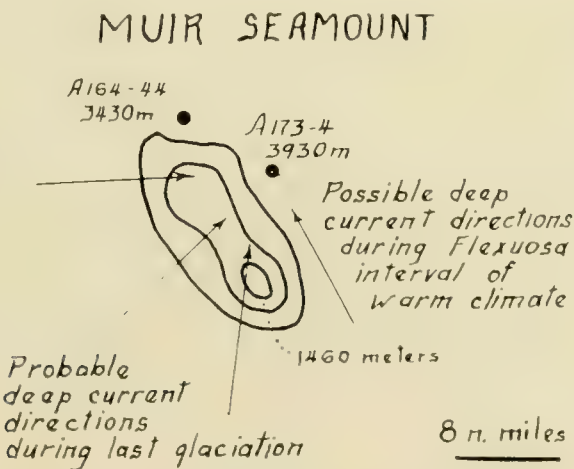 MUIR SEAMOUNT
A164-44
3430m
A173-4
3930m
Possible deep
current directions
during Flexuosa
interval of
warm climate
1460 meters
Probable
deep current
directions
during last glaciation
8 n. miles